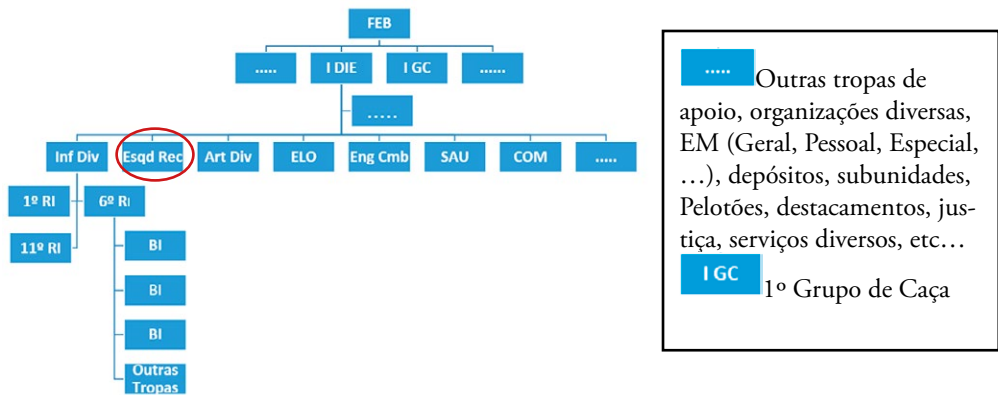 FEB
.....
I DIE
I GC
......
.....
Inf Div
Esqd Rec
Art Div
ELO
Eng Cmb
SAU
COM
.....
1º RI
6º RI
11º RI
BI
BI
BI
Outras
Tropas
..... Outras tropas de
apoio, organizações diversas,
EM (Geral, Pessoal, Especial,
…), depósitos, subunidades,
Pelotões, destacamentos, jus-
tiça, serviços diversos, etc…
I GC 1º Grupo de Caça